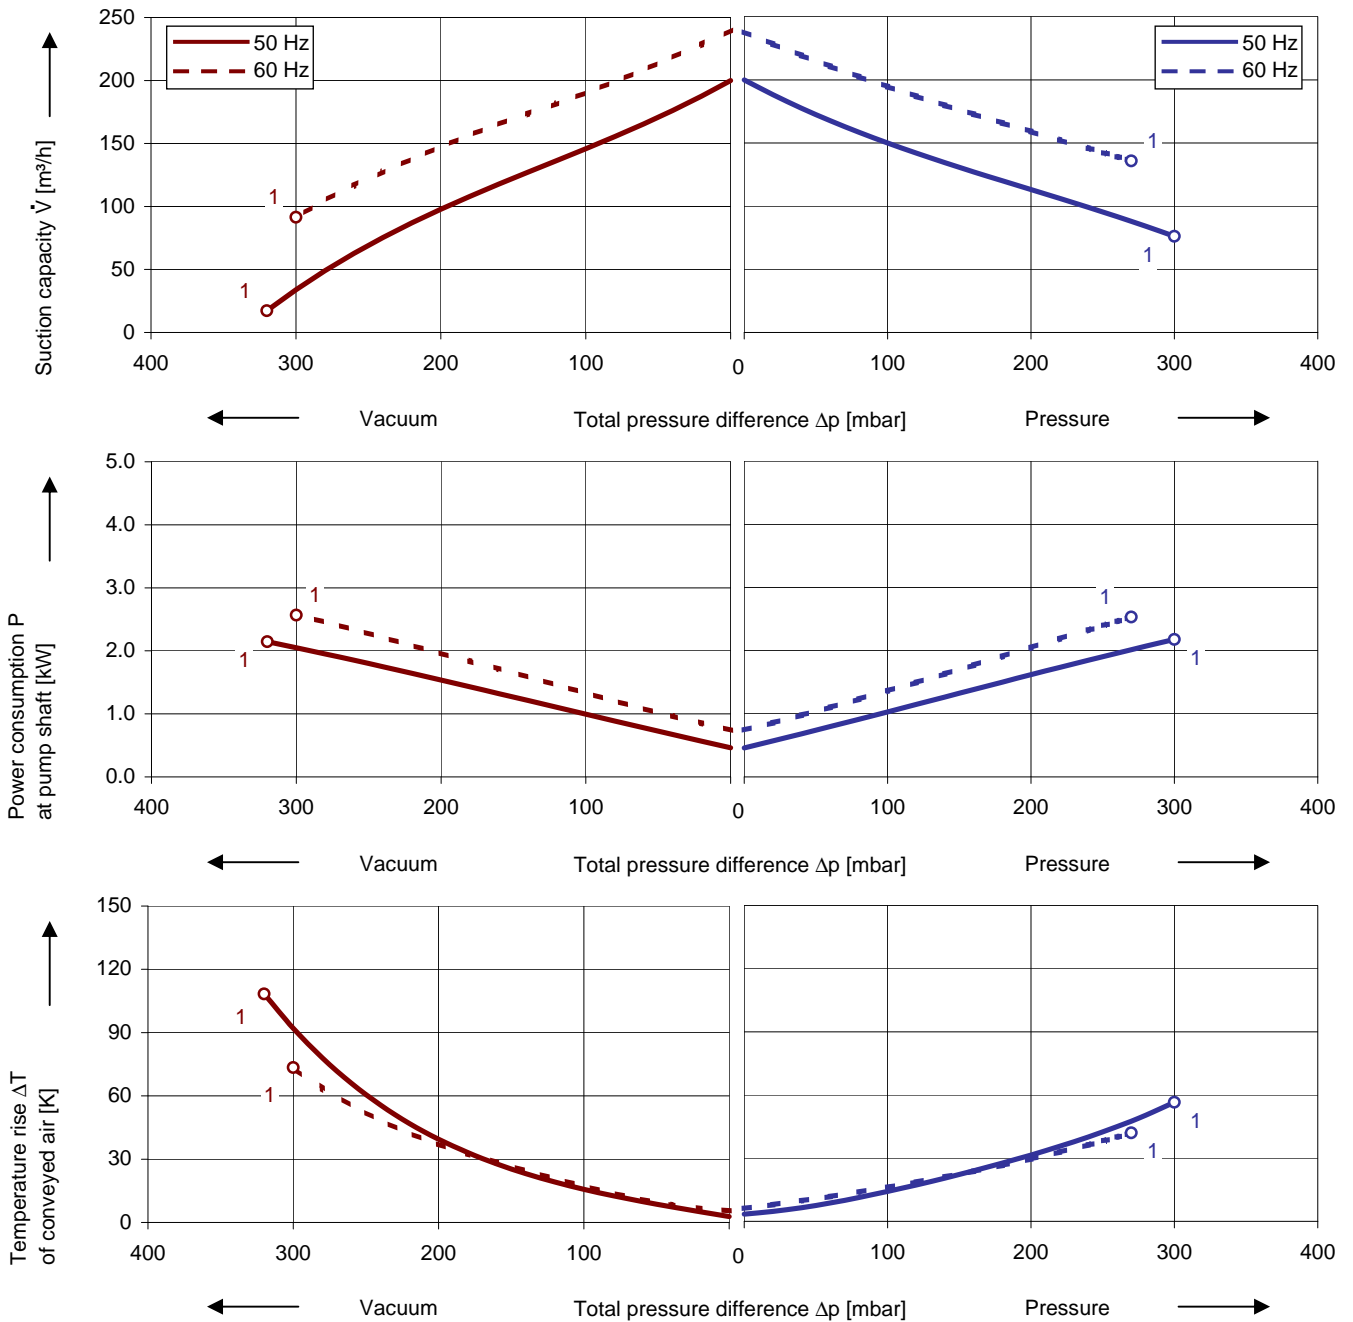 250
200
150
100
50
0
Suction capacity V̇ [m³/h]
50 Hz
60 Hz
50 Hz
60 Hz
1
1
1
1
400 300 200 100 0 100 200 300 400
Vacuum Total pressure difference Δp [mbar] Pressure
5.0
4.0
3.0
2.0
1.0
0.0
Power consumption P
at pump shaft [kW]
1
1
1
1
400 300 200 100 0 100 200 300 400
Vacuum Total pressure difference Δp [mbar] Pressure
150
120
90
60
30
0
Temperature rise ΔT
of conveyed air [K]
1
1
1
1
400 300 200 100 0 100 200 300 400
Vacuum Total pressure difference Δp [mbar] Pressure